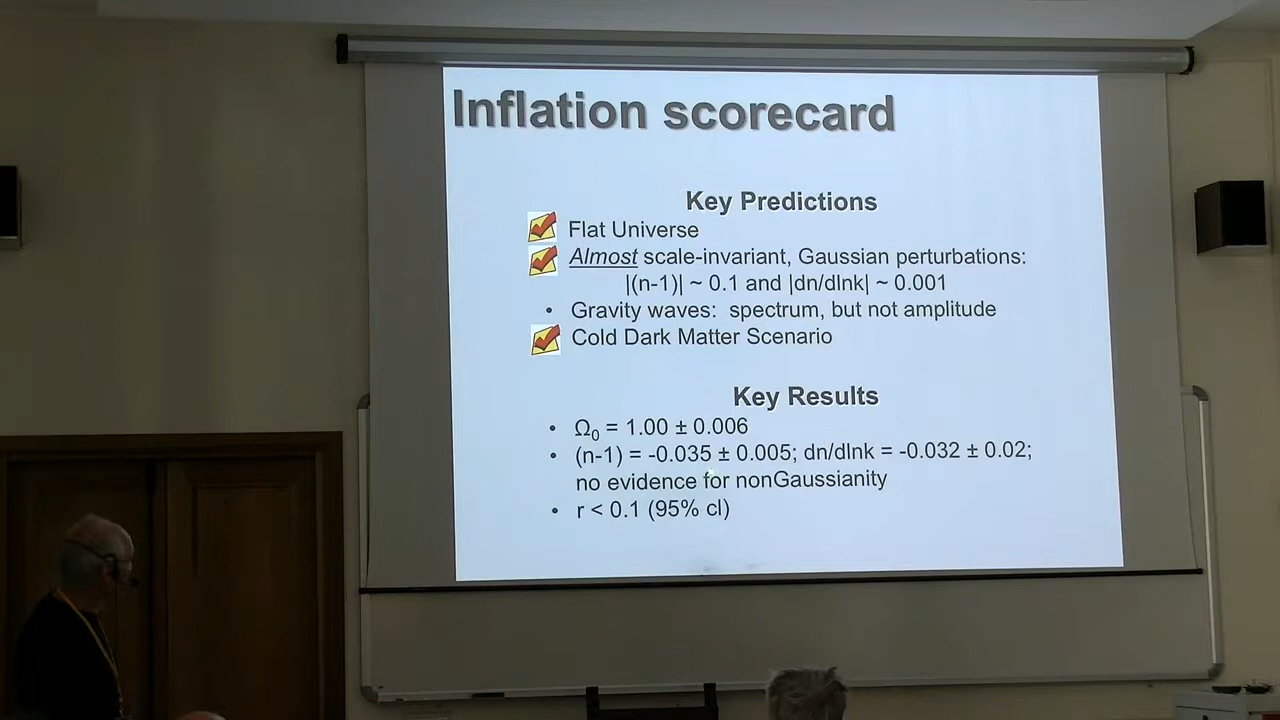 Inflation scorecard
Key Predictions
Flat Universe
Almost scale-invariant, Gaussian perturbations:
|(n-1)| ~ 0.1 and |dn/dlnk| ~ 0.001
• Gravity waves: spectrum, but not amplitude
Cold Dark Matter Scenario
Key Results
• Ω₀ = 1.00 ± 0.006
• (n-1) = -0.035 ± 0.005; dn/dlnk = -0.032 ± 0.02;
no evidence for nonGaussianity
• r < 0.1 (95% cl)